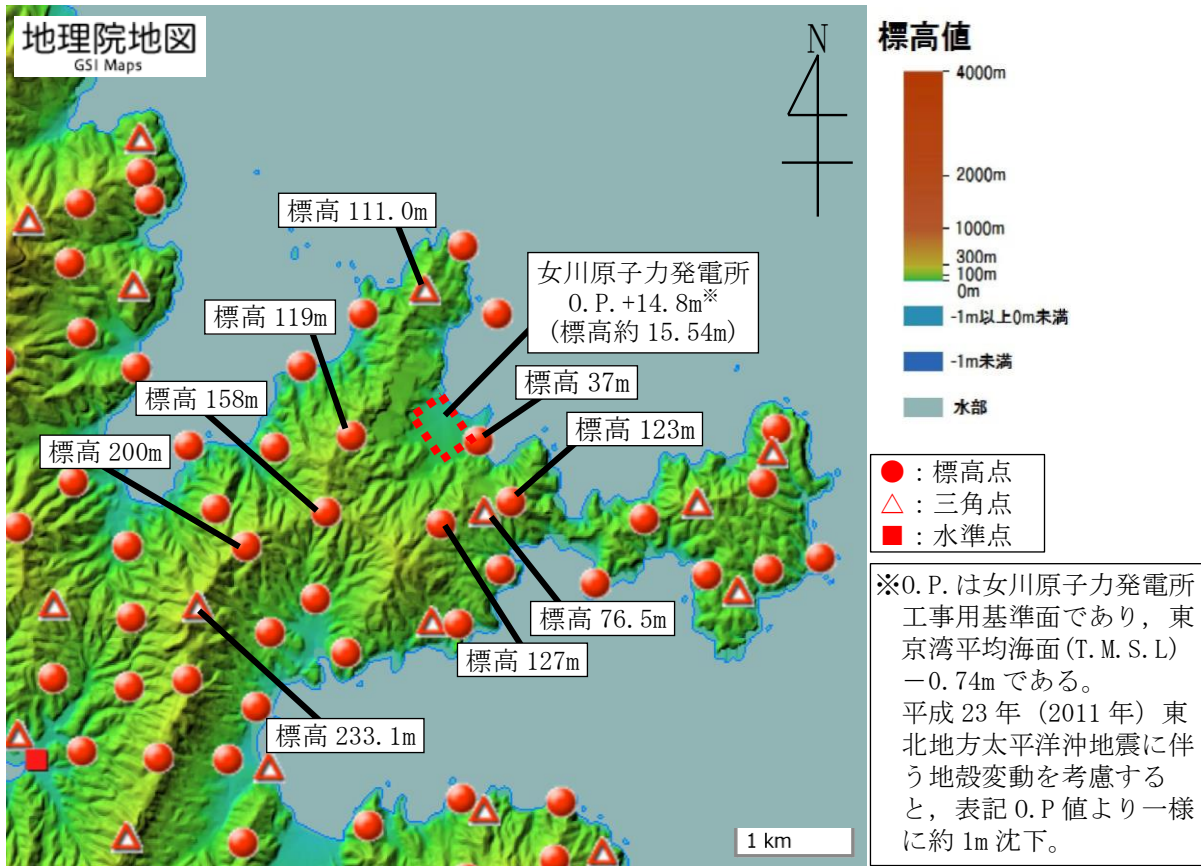 地理院地図
GSI Maps
N
標高 111.0m
女川原子力発電所
O.P.+14.8m※
(標高約 15.54m)
標高 119m
標高 37m
標高 158m
標高 123m
標高 200m
標高 76.5m
標高 127m
標高 233.1m
1 km
標高値
4000m
2000m
1000m
300m
100m
0m
-1m以上0m未満
-1m未満
水部
●：標高点
△：三角点
■：水準点
※O.P.は女川原子力発電所
工事用基準面であり，東
京湾平均海面(T.M.S.L)
－0.74m である。
平成 23 年（2011 年）東
北地方太平洋沖地震に伴
う地殻変動を考慮する
と，表記 O.P 値より一様
に約 1m 沈下。